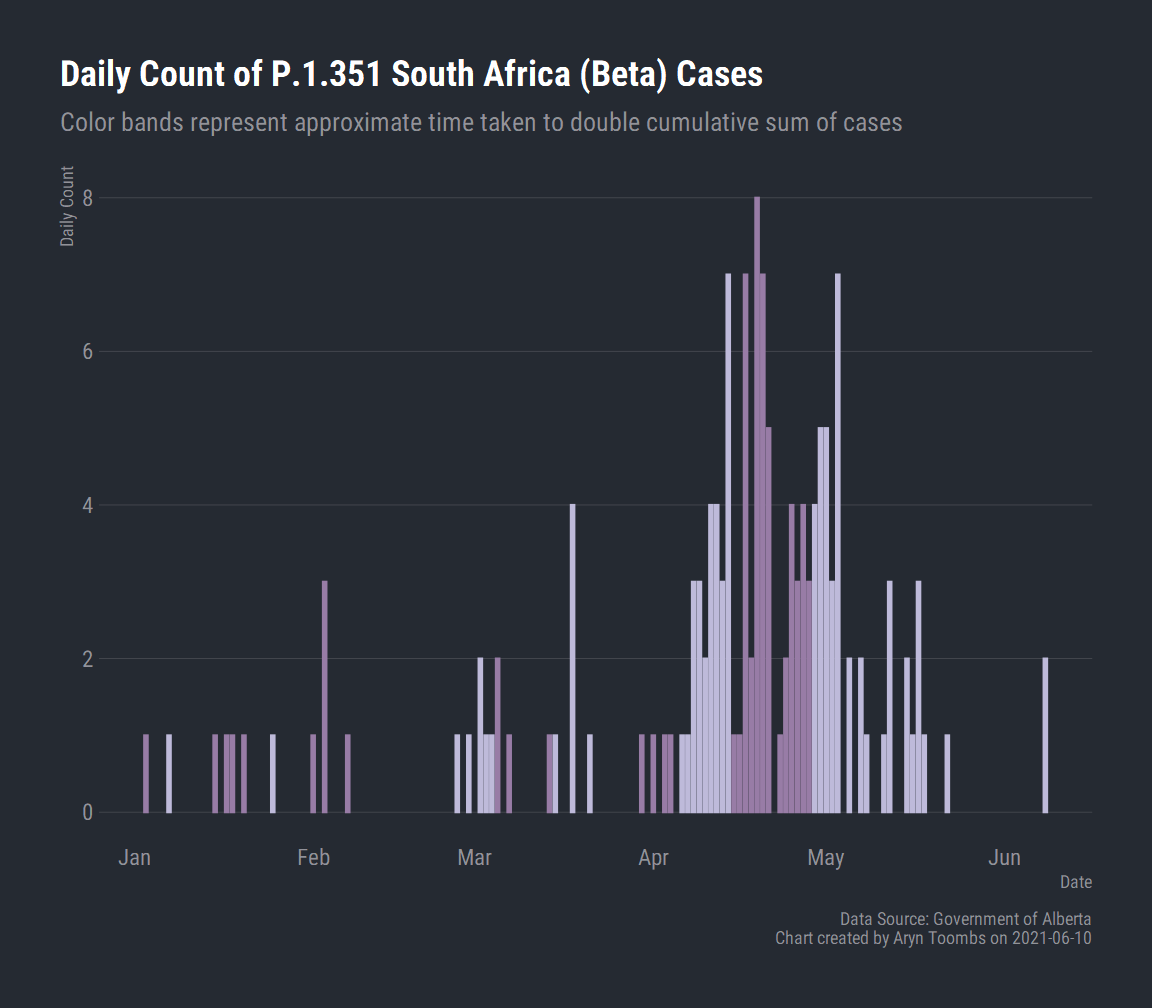 Daily Count of P.1.351 South Africa (Beta) Cases
Color bands represent approximate time taken to double cumulative sum of cases
Daily Count
8
6
4
2
0
Jan Feb Mar Apr May Jun
Date
Data Source: Government of Alberta
Chart created by Aryn Toombs on 2021-06-10